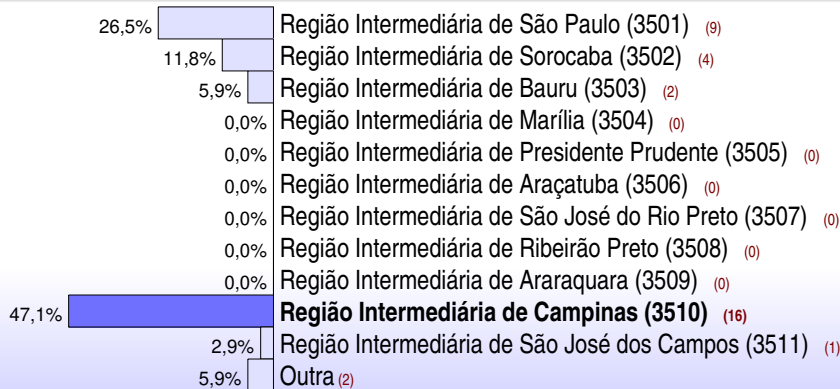 26,5% Região Intermediária de São Paulo (3501) (9)
11,8% Região Intermediária de Sorocaba (3502) (4)
5,9% Região Intermediária de Bauru (3503) (2)
0,0% Região Intermediária de Marília (3504) (0)
0,0% Região Intermediária de Presidente Prudente (3505) (0)
0,0% Região Intermediária de Araçatuba (3506) (0)
0,0% Região Intermediária de São José do Rio Preto (3507) (0)
0,0% Região Intermediária de Ribeirão Preto (3508) (0)
0,0% Região Intermediária de Araraquara (3509) (0)
47,1% Região Intermediária de Campinas (3510) (16)
2,9% Região Intermediária de São José dos Campos (3511) (1)
5,9% Outra (2)